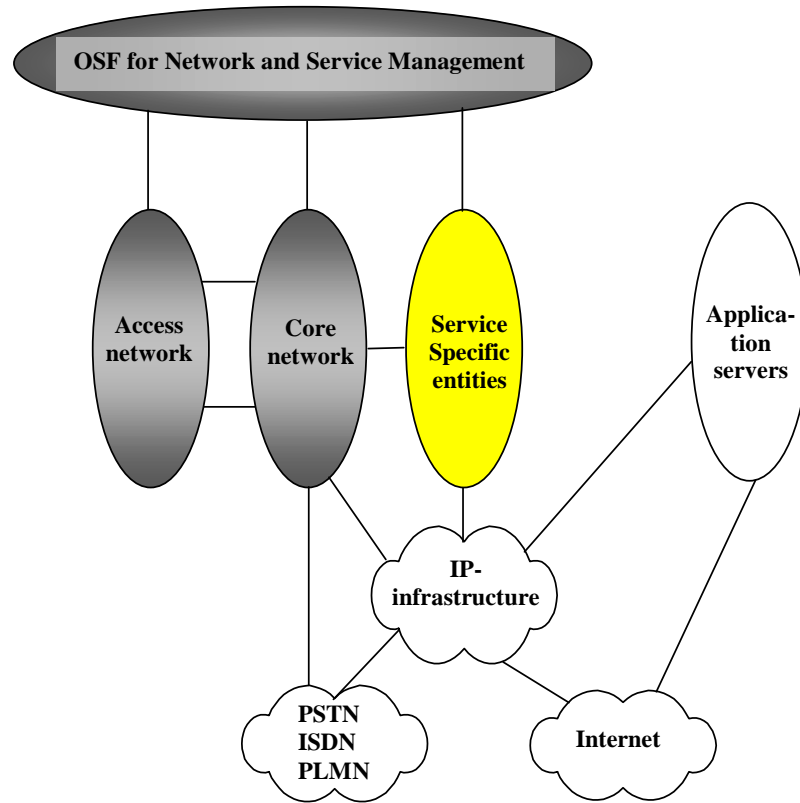 OSF for Network and Service Management
Access
network
Core
network
Service
Specific
entities
Applica-
tion
servers
IP-
infrastructure
PSTN
ISDN
PLMN
Internet